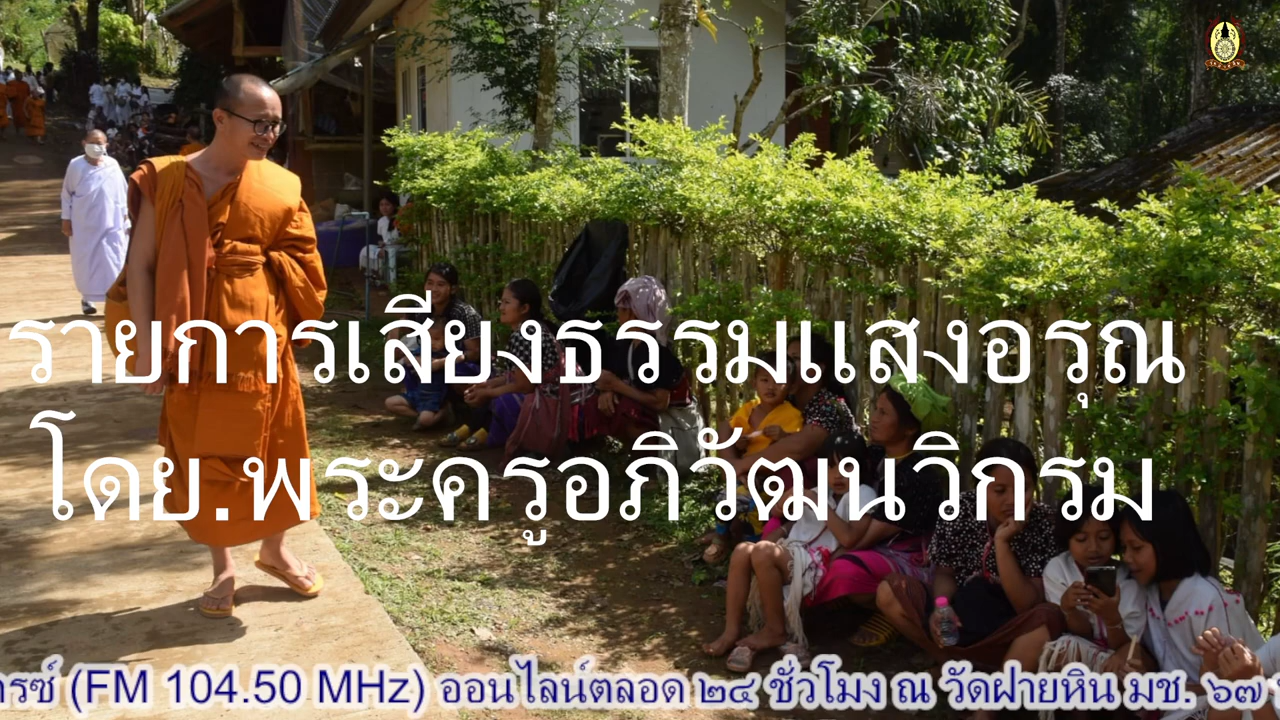 รายการเสียงธรรมแสงอรุณ
โดย.พระครูอภิวัฒนวิกรม
(FM 104.50 MHz) ออนไลน์ตลอด ๒๔ ชั่วโมง ณ วัดฝายหิน มช. ๖๗